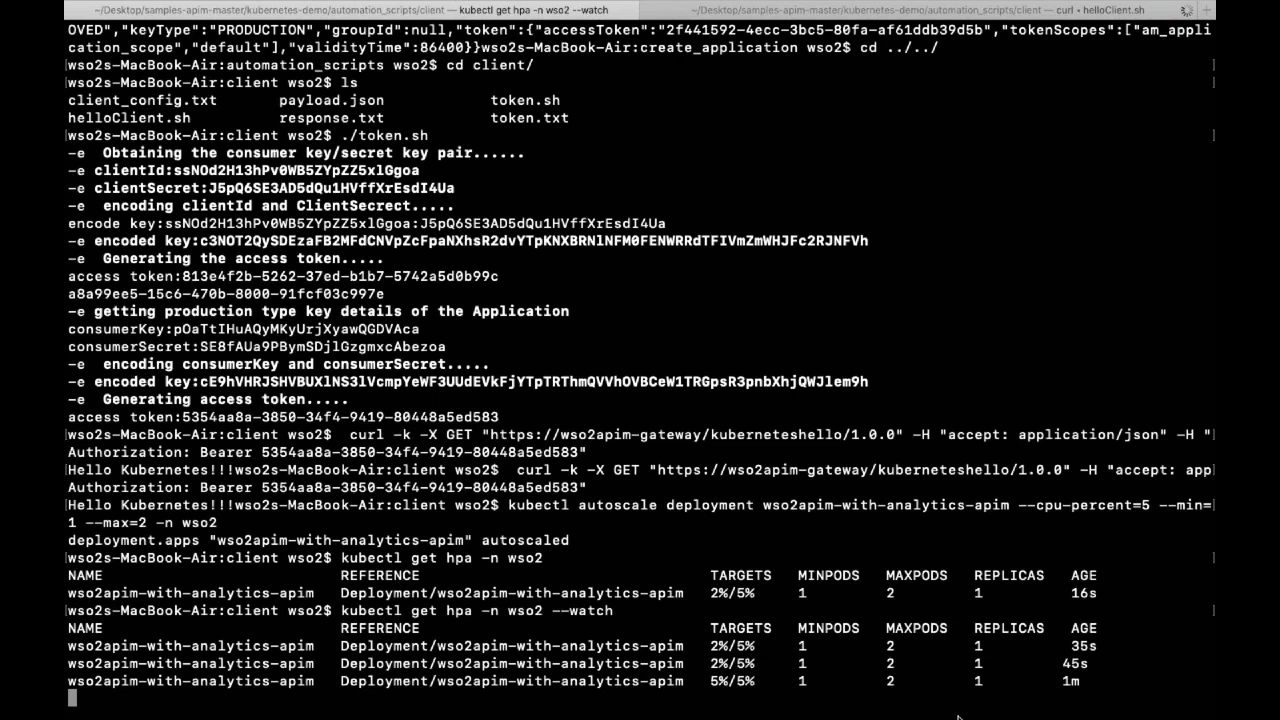 ~/Desktop/samples-apim-master/kubernetes-demo/automation_scripts/client — kubectl get hpa -n wso2 --watch
~/Desktop/samples-apim-master/kubernetes-demo/automation_scripts/client — curl • helloClient.sh
OVED","keyType":"PRODUCTION","groupId":null,"token":{"accessToken":"2f441592-4ecc-3bc5-80fa-af61ddb39d5b","tokenScopes":["am_appli
cation_scope","default"],"validityTime":86400}}wso2s-MacBook-Air:create_application wso2$ cd ../../
wso2s-MacBook-Air:automation_scripts wso2$ cd client/
wso2s-MacBook-Air:client wso2$ ls
client_config.txt payload.json token.sh
helloClient.sh response.txt token.txt
wso2s-MacBook-Air:client wso2$ ./token.sh
-e Obtaining the consumer key/secret key pair......
-e clientId:ssNOd2H13hPv0WB5ZYpZZ5xlGgoa
-e clientSecret:J5pQ6SE3AD5dQu1HVffXrEsdI4Ua
-e encoding clientId and ClientSecrect.....
encode key:ssNOd2H13hPv0WB5ZYpZZ5xlGgoa:J5pQ6SE3AD5dQu1HVffXrEsdI4Ua
-e encoded key:c3NOT2QySDEzaFB2MFdCNVpZcFpaNXhsR2dvYTpKNXBRNlNFM0FENWRRdTFIVmZmWHJFc2RJNFVh
-e Generating the access token.....
access token:813e4f2b-5262-37ed-b1b7-5742a5d0b99c
a8a99ee5-15c6-470b-8000-91fcf03c997e
-e getting production type key details of the Application
consumerKey:pOaTtIHuAQyMKyUrjXyawQGDVAca
consumerSecret:SE8fAUa9PBymSDjlGzgmxcAbezoa
-e encoding consumerKey and consumerSecret.....
-e encoded key:cE9hVHRJSHVBUXlNS3lVcmpYeWF3UUdEVkFjYTpTRThmQVVhOVBCeW1TRGpsR3pnbXhjQWJlem9h
-e Generating access token.....
access token:5354aa8a-3850-34f4-9419-80448a5ed583
wso2s-MacBook-Air:client wso2$ curl -k -X GET "https://wso2apim-gateway/kuberneteshello/1.0.0" -H "accept: application/json" -H "
Authorization: Bearer 5354aa8a-3850-34f4-9419-80448a5ed583"
Hello Kubernetes!!!wso2s-MacBook-Air:client wso2$ curl -k -X GET "https://wso2apim-gateway/kuberneteshello/1.0.0" -H "accept: app
Authorization: Bearer 5354aa8a-3850-34f4-9419-80448a5ed583"
Hello Kubernetes!!!wso2s-MacBook-Air:client wso2$ kubectl autoscale deployment wso2apim-with-analytics-apim --cpu-percent=5 --min=
1 --max=2 -n wso2
deployment.apps "wso2apim-with-analytics-apim" autoscaled
wso2s-MacBook-Air:client wso2$ kubectl get hpa -n wso2
NAME REFERENCE TARGETS MINPODS MAXPODS REPLICAS AGE
wso2apim-with-analytics-apim Deployment/wso2apim-with-analytics-apim 2%/5% 1 2 1 16s
wso2s-MacBook-Air:client wso2$ kubectl get hpa -n wso2 --watch
NAME REFERENCE TARGETS MINPODS MAXPODS REPLICAS AGE
wso2apim-with-analytics-apim Deployment/wso2apim-with-analytics-apim 2%/5% 1 2 1 35s
wso2apim-with-analytics-apim Deployment/wso2apim-with-analytics-apim 2%/5% 1 2 1 45s
wso2apim-with-analytics-apim Deployment/wso2apim-with-analytics-apim 5%/5% 1 2 1 1m